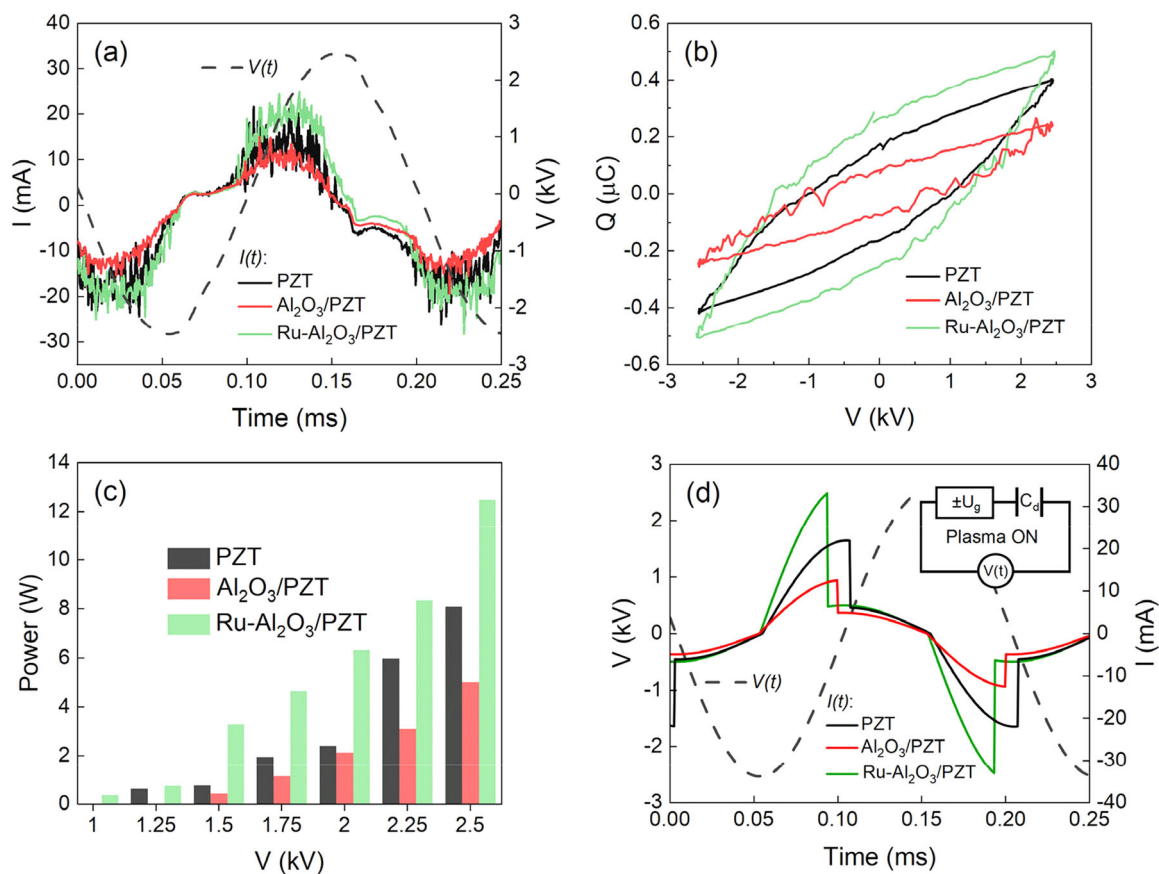 (a)
I (mA)
40
30
20
10
0
-10
-20
-30
V(t)
I(t):
PZT
Al₂O₃/PZT
Ru-Al₂O₃/PZT
3
2
1
0
-1
-2
-3
V (kV)
0.00 0.05 0.10 0.15 0.20 0.25
Time (ms)
(b)
Q (μC)
0.6
0.4
0.2
0.0
-0.2
-0.4
-0.6
PZT
Al₂O₃/PZT
Ru-Al₂O₃/PZT
-3 -2 -1 0 1 2 3
V (kV)
(c)
Power (W)
14
12
10
8
6
4
2
0
PZT
Al₂O₃/PZT
Ru-Al₂O₃/PZT
1 1.25 1.5 1.75 2 2.25 2.5
V (kV)
(d)
V (kV)
3
2
1
0
-1
-2
-3
±Ug
Cd
Plasma ON
V(t)
V(t)
I(t):
PZT
Al₂O₃/PZT
Ru-Al₂O₃/PZT
40
30
20
10
0
-10
-20
-30
-40
I (mA)
0.00 0.05 0.10 0.15 0.20 0.25
Time (ms)